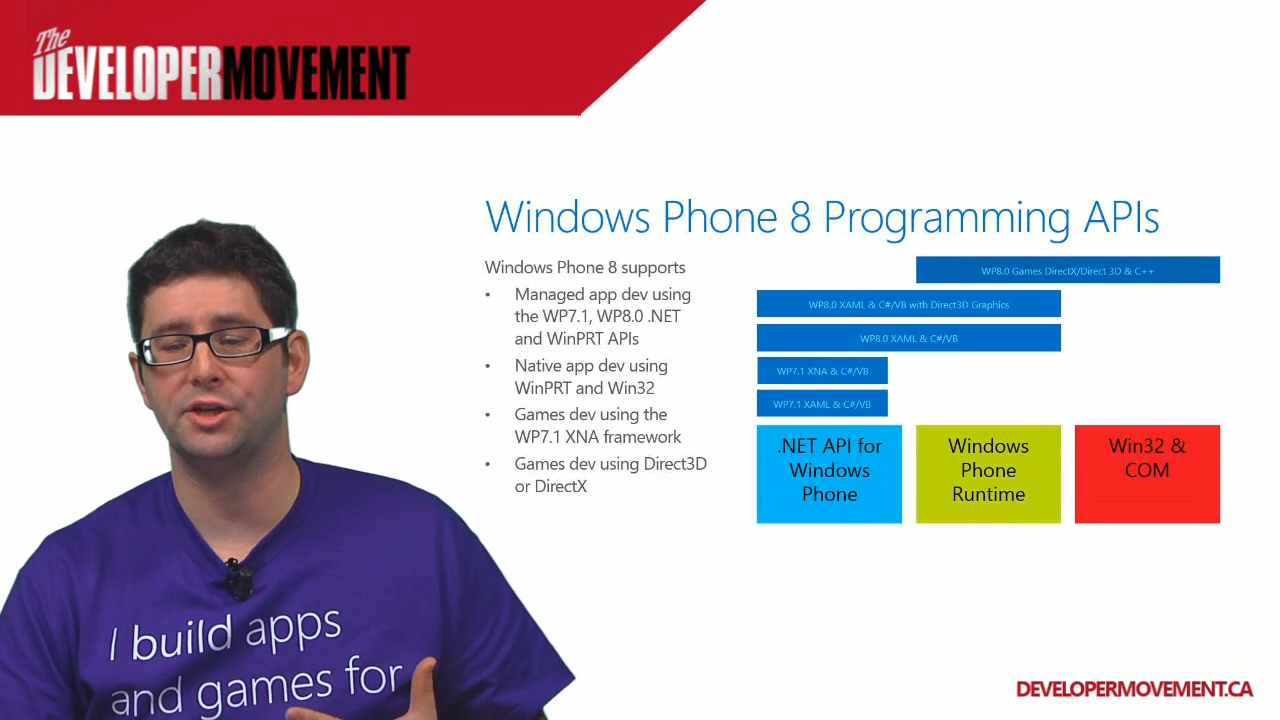 The
DEVELOPERMOVEMENT
Windows Phone 8 Programming APIs
Windows Phone 8 supports
• Managed app dev using
the WP7.1, WP8.0 .NET
and WinPRT APIs
• Native app dev using
WinPRT and Win32
• Games dev using the
WP7.1 XNA framework
• Games dev using Direct3D
or DirectX
WP8.0 Games DirectX/Direct 3D & C++
WP8.0 XAML & C#/VB with Direct3D Graphics
WP8.0 XAML & C#/VB
WP7.1 XNA & C#/VB
WP7.1 XAML & C#/VB
.NET API for
Windows
Phone
Windows
Phone
Runtime
Win32 &
COM
I build apps
and games for
DEVELOPERMOVEMENT.CA